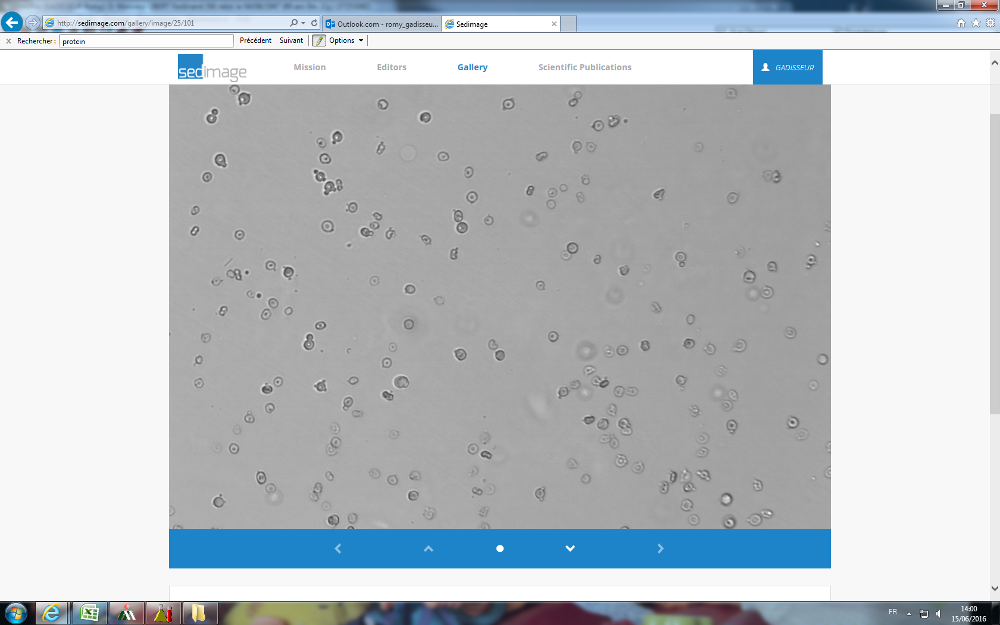 http://sedimage.com/gallery/image/25/101
Outlook.com - romy_gadisseu...
Sedimage
Rechercher : protein Précédent Suivant Options
sedimage
Mission Editors Gallery Scientific Publications GADISSEUR
FR
14:00
15/06/2016